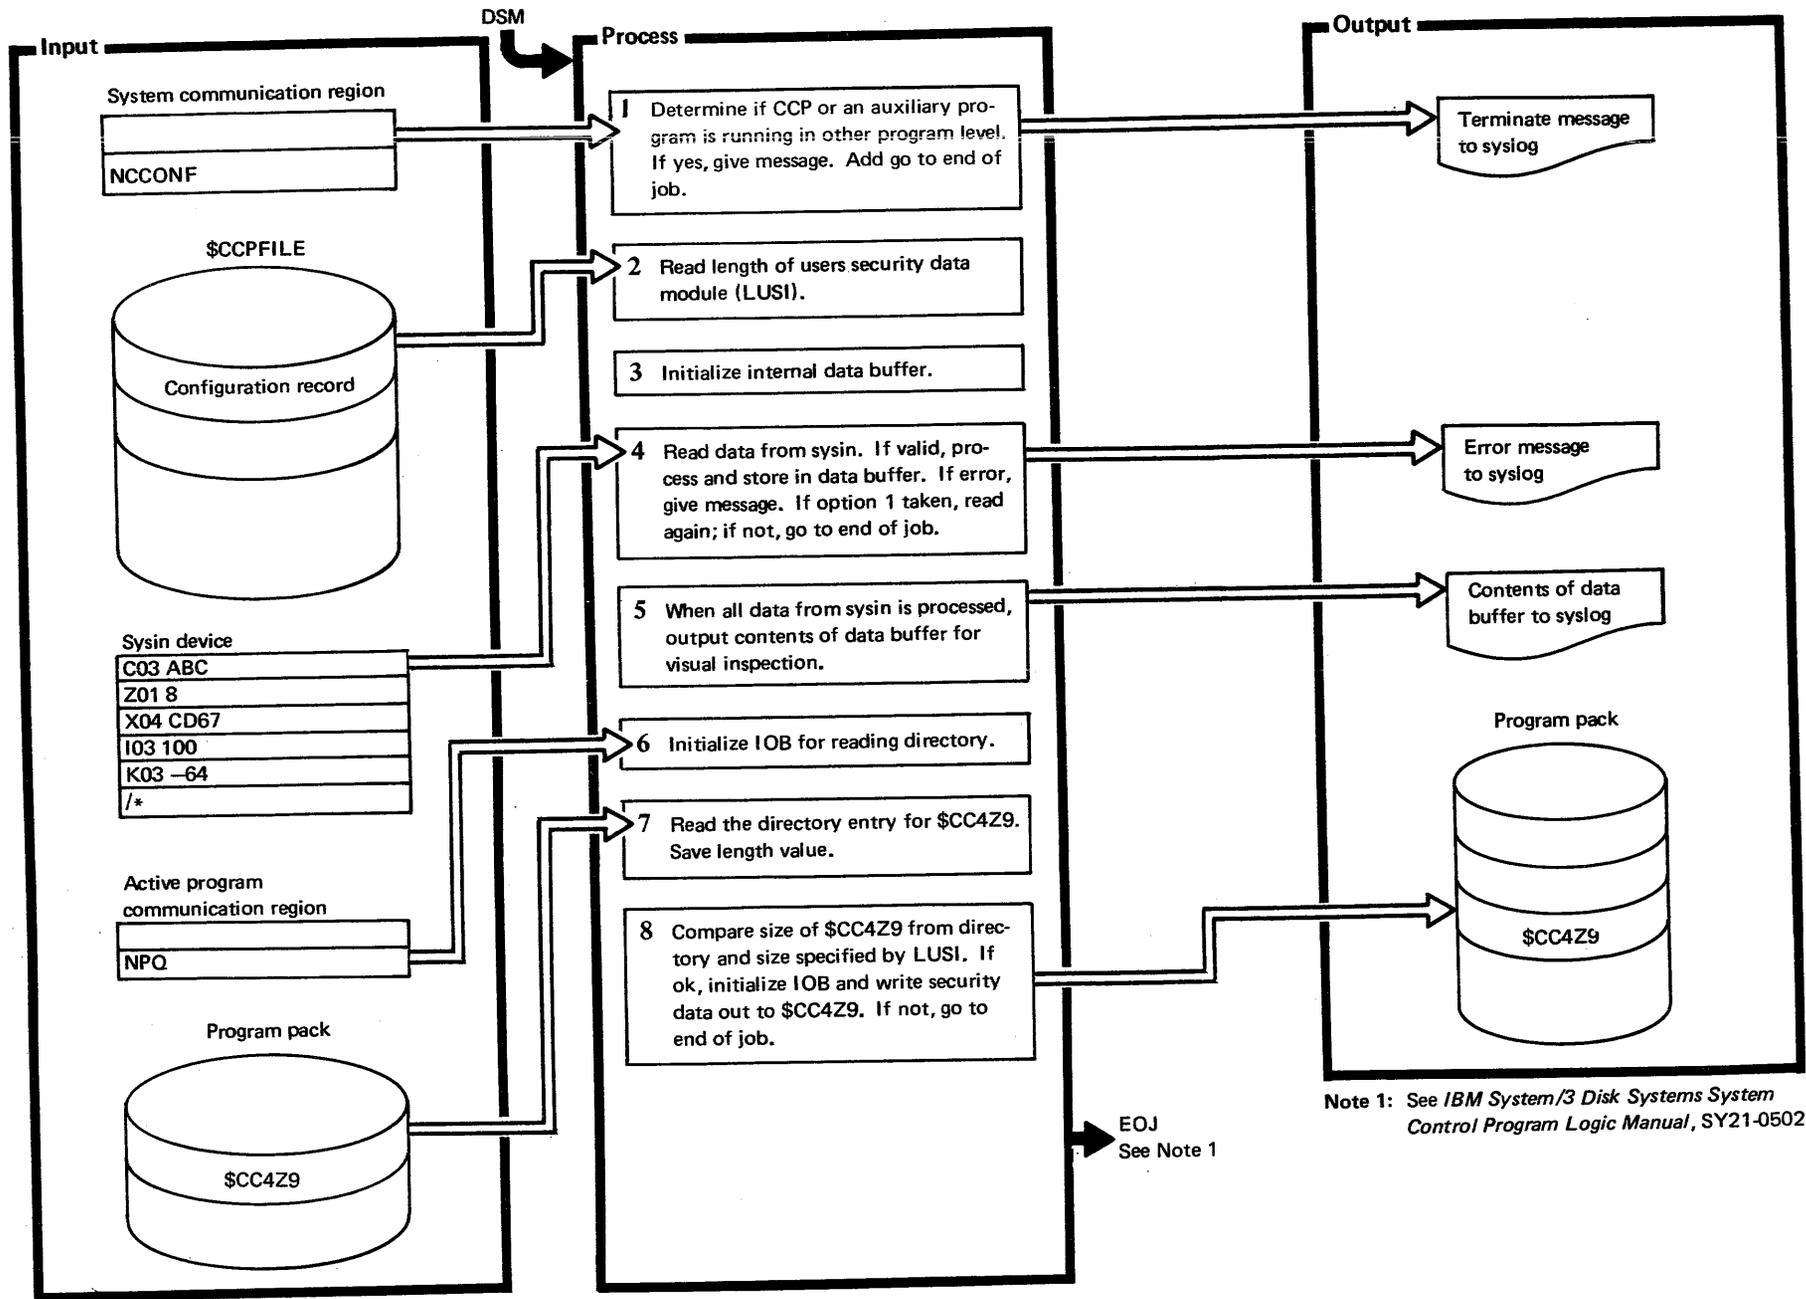 DSM
Input
System communication region
NCCONF
$CCPFILE
Configuration record
Sysin device
C03 ABC
Z01 8
X04 CD67
I03 100
K03 –64
/*
Active program
communication region
NPQ
Program pack
$CC4Z9
Process
1 Determine if CCP or an auxiliary pro-
gram is running in other program level.
If yes, give message. Add go to end of
job.
2 Read length of users security data
module (LUSI).
3 Initialize internal data buffer.
4 Read data from sysin. If valid, pro-
cess and store in data buffer. If error,
give message. If option 1 taken, read
again; if not, go to end of job.
5 When all data from sysin is processed,
output contents of data buffer for
visual inspection.
6 Initialize IOB for reading directory.
7 Read the directory entry for $CC4Z9.
Save length value.
8 Compare size of $CC4Z9 from direc-
tory and size specified by LUSI. If
ok, initialize IOB and write security
data out to $CC4Z9. If not, go to
end of job.
EOJ
See Note 1
Output
Terminate message
to syslog
Error message
to syslog
Contents of data
buffer to syslog
Program pack
$CC4Z9
Note 1: See IBM System/3 Disk Systems System
Control Program Logic Manual, SY21-0502